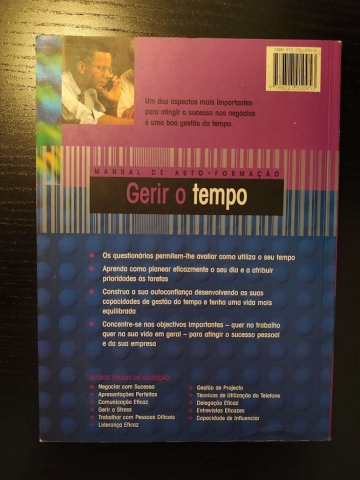 Um dos aspectos mais importantes
para atingir o sucesso nos negócios
é uma boa gestão do tempo.
MANUAL DE AUTO-FORMAÇÃO
Gerir o tempo
Os questionários permitem-lhe avaliar como utiliza o seu tempo
Aprenda como planear eficazmente o seu dia e a atribuir
prioridades às tarefas
Construa a sua autoconfiança desenvolvendo as suas
capacidades de gestão do tempo e tenha uma vida mais
equilibrada
Concentre-se nos objectivos importantes – quer no trabalho
quer na sua vida em geral – para atingir o sucesso pessoal
e da sua empresa
OUTROS TÍTULOS DA COLECÇÃO
Negociar com Sucesso
Apresentações Perfeitas
Comunicação Eficaz
Gerir o Stress
Trabalhar com Pessoas Difíceis
Liderança Eficaz
Gestão de Projecto
Técnicas de Utilização do Telefone
Delegação Eficaz
Entrevistas Eficazes
Capacidade de Influenciar